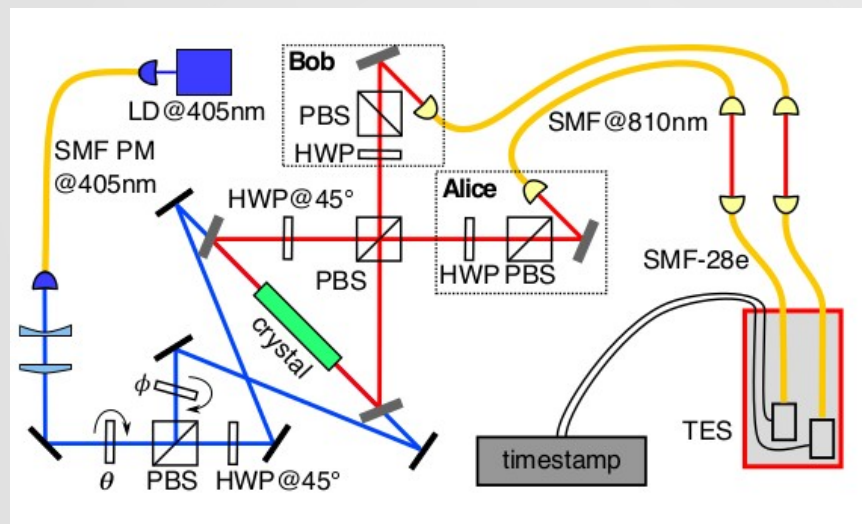 Bob
LD@405nm
PBS
HWP
SMF PM
@405nm
SMF@810nm
Alice
HWP@45°
PBS
HWP PBS
SMF-28e
crystal
ϕ
TES
timestamp
θ
PBS
HWP@45°